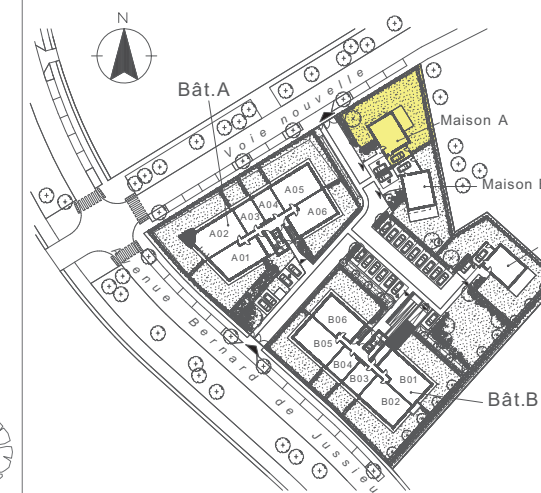 N
Bât.A
Voie nouvelle
Maison A
Maison
A05
A04
A03
A06
A02
A01
B06
B05
B04
B03
B01
B02
Bât.B
enue Bernard de Jussieu